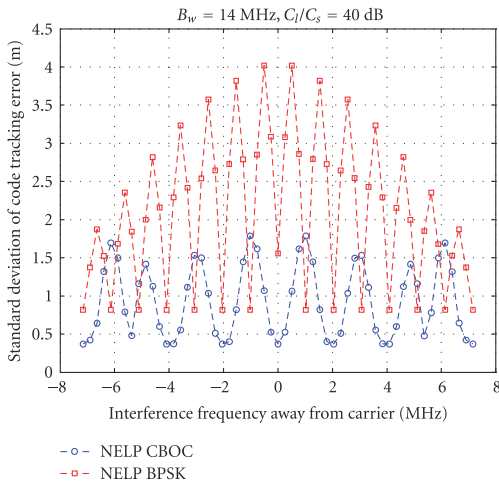 B_w = 14 MHz, C_l/C_s = 40 dB
4.5
4
3.5
3
2.5
2
1.5
1
0.5
0
Standard deviation of code tracking error (m)
−8 −6 −4 −2 0 2 4 6 8
Interference frequency away from carrier (MHz)
NELP CBOC
NELP BPSK